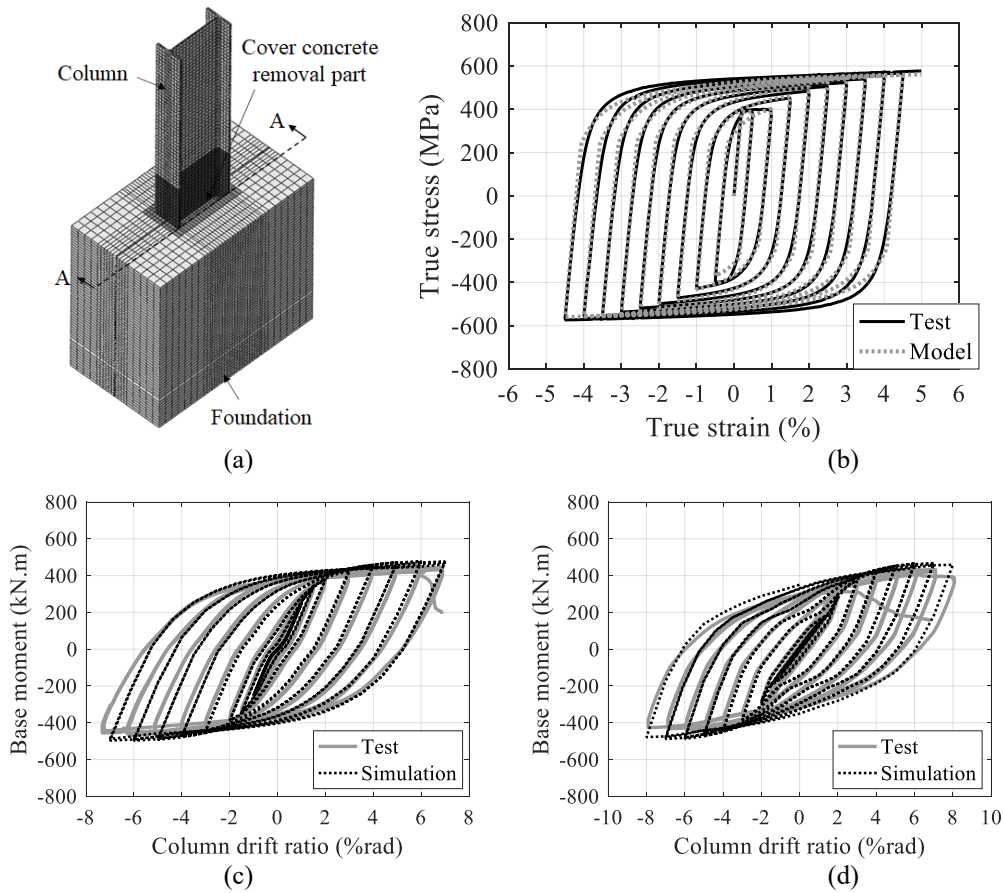 Column
Cover concrete
removal part
A
A
Foundation
(a)
800
600
400
200
0
-200
-400
-600
-800
True stress (MPa)
-6 -5 -4 -3 -2 -1 0 1 2 3 4 5 6
True strain (%)
Test
Model
(b)
800
600
400
200
0
-200
-400
-600
-800
Base moment (kN.m)
-8 -6 -4 -2 0 2 4 6 8
Column drift ratio (%rad)
Test
Simulation
(c)
800
600
400
200
0
-200
-400
-600
-800
Base moment (kN.m)
-10 -8 -6 -4 -2 0 2 4 6 8 10
Column drift ratio (%rad)
Test
Simulation
(d)